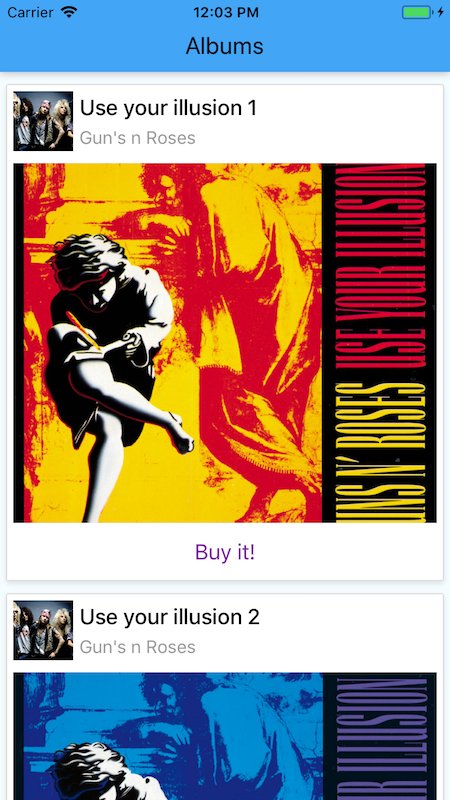 Carrier 12:03 PM
Albums
Use your illusion 1
Gun's n Roses
USE YOUR ILLUSION
GUNS N' ROSES
Buy it!
Use your illusion 2
Gun's n Roses
ILLUSION